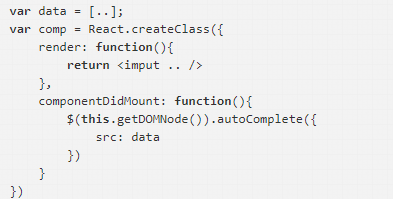 var data = [..];
var comp = React.createClass({
    render: function(){
        return <imput .. />
    },
    componentDidMount: function(){
        $(this.getDOMNode()).autoComplete({
            src: data
        })
    }
})